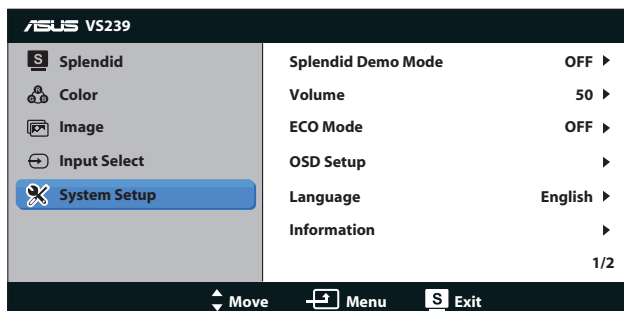 ASUS VS239
S Splendid
Color
Image
Input Select
System Setup
Splendid Demo Mode OFF
Volume 50
ECO Mode OFF
OSD Setup
Language English
Information
1/2
Move Menu S Exit